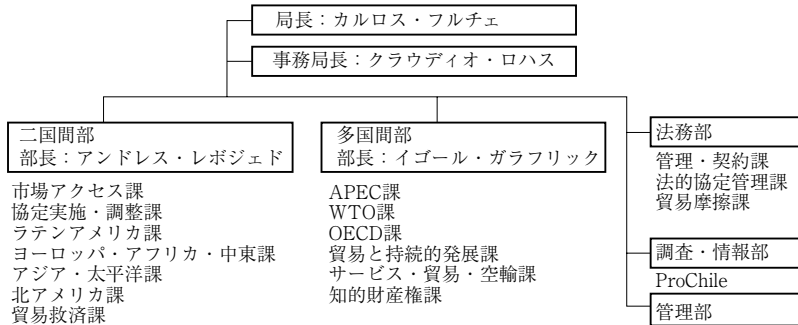 局長：カルロス・フルチェ
事務局長：クラウディオ・ロハス
二国間部
部長：アンドレス・レボジェド
市場アクセス課
協定実施・調整課
ラテンアメリカ課
ヨーロッパ・アフリカ・中東課
アジア・太平洋課
北アメリカ課
貿易救済課
多国間部
部長：イゴール・ガラフリック
APEC課
WTO課
OECD課
貿易と持続的発展課
サービス・貿易・空輸課
知的財産権課
法務部
管理・契約課
法的協定管理課
貿易摩擦課
調査・情報部
ProChile
管理部